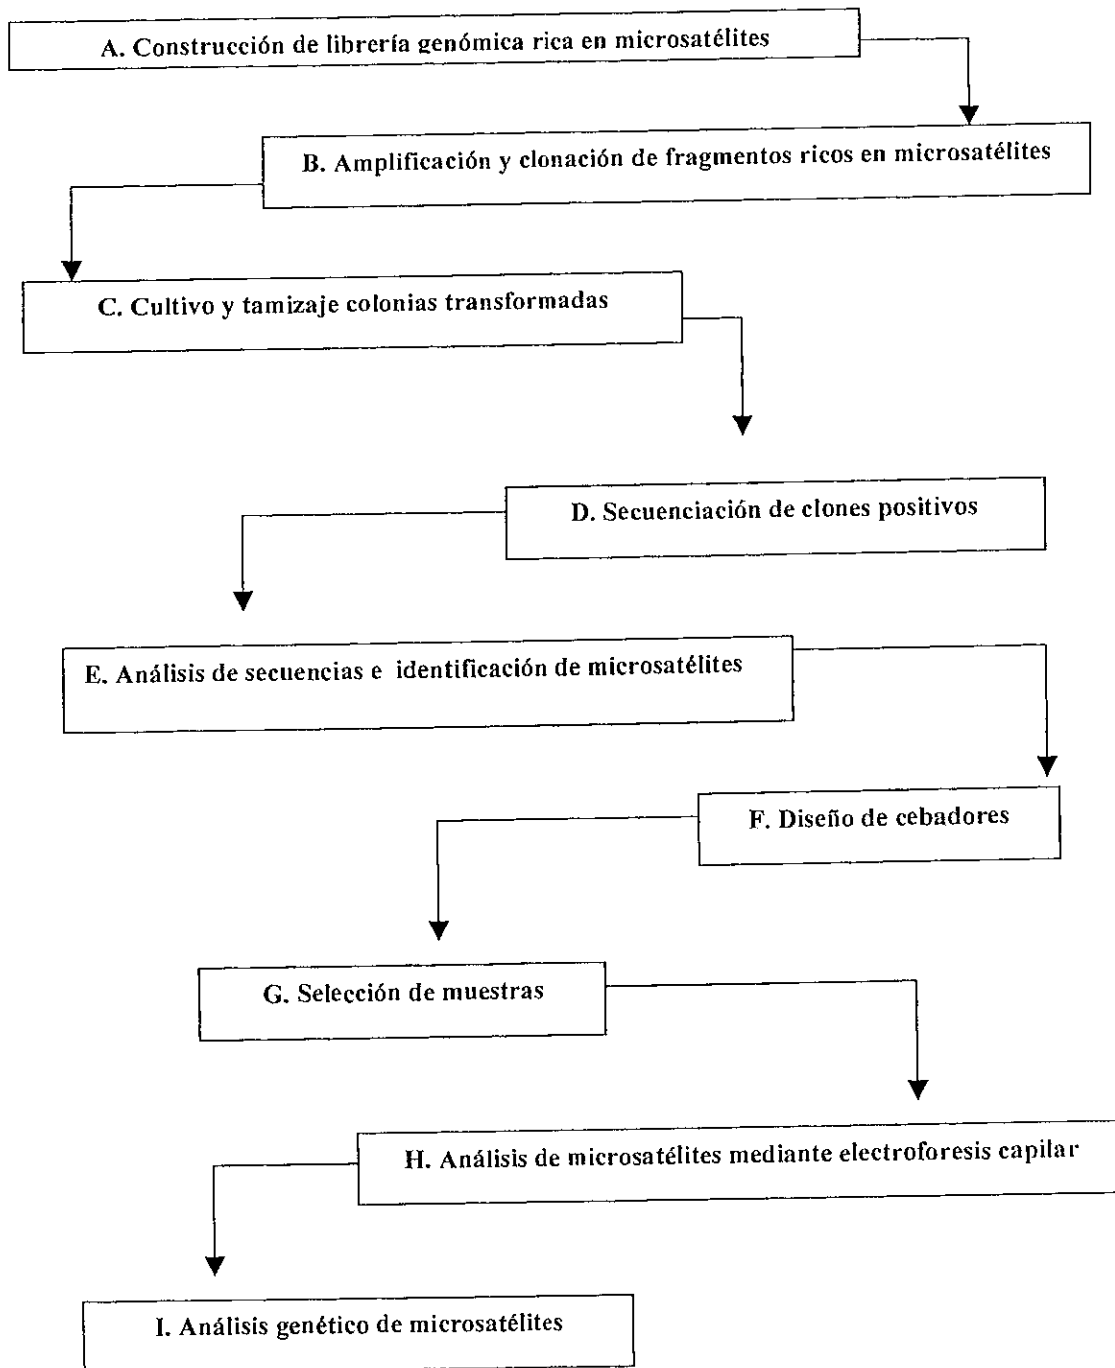 A. Construcción de librería genómica rica en microsatélites
B. Amplificación y clonación de fragmentos ricos en microsatélites
C. Cultivo y tamizaje colonias transformadas
D. Secuenciación de clones positivos
E. Análisis de secuencias e identificación de microsatélites
F. Diseño de cebadores
G. Selección de muestras
H. Análisis de microsatélites mediante electroforesis capilar
I. Análisis genético de microsatélites